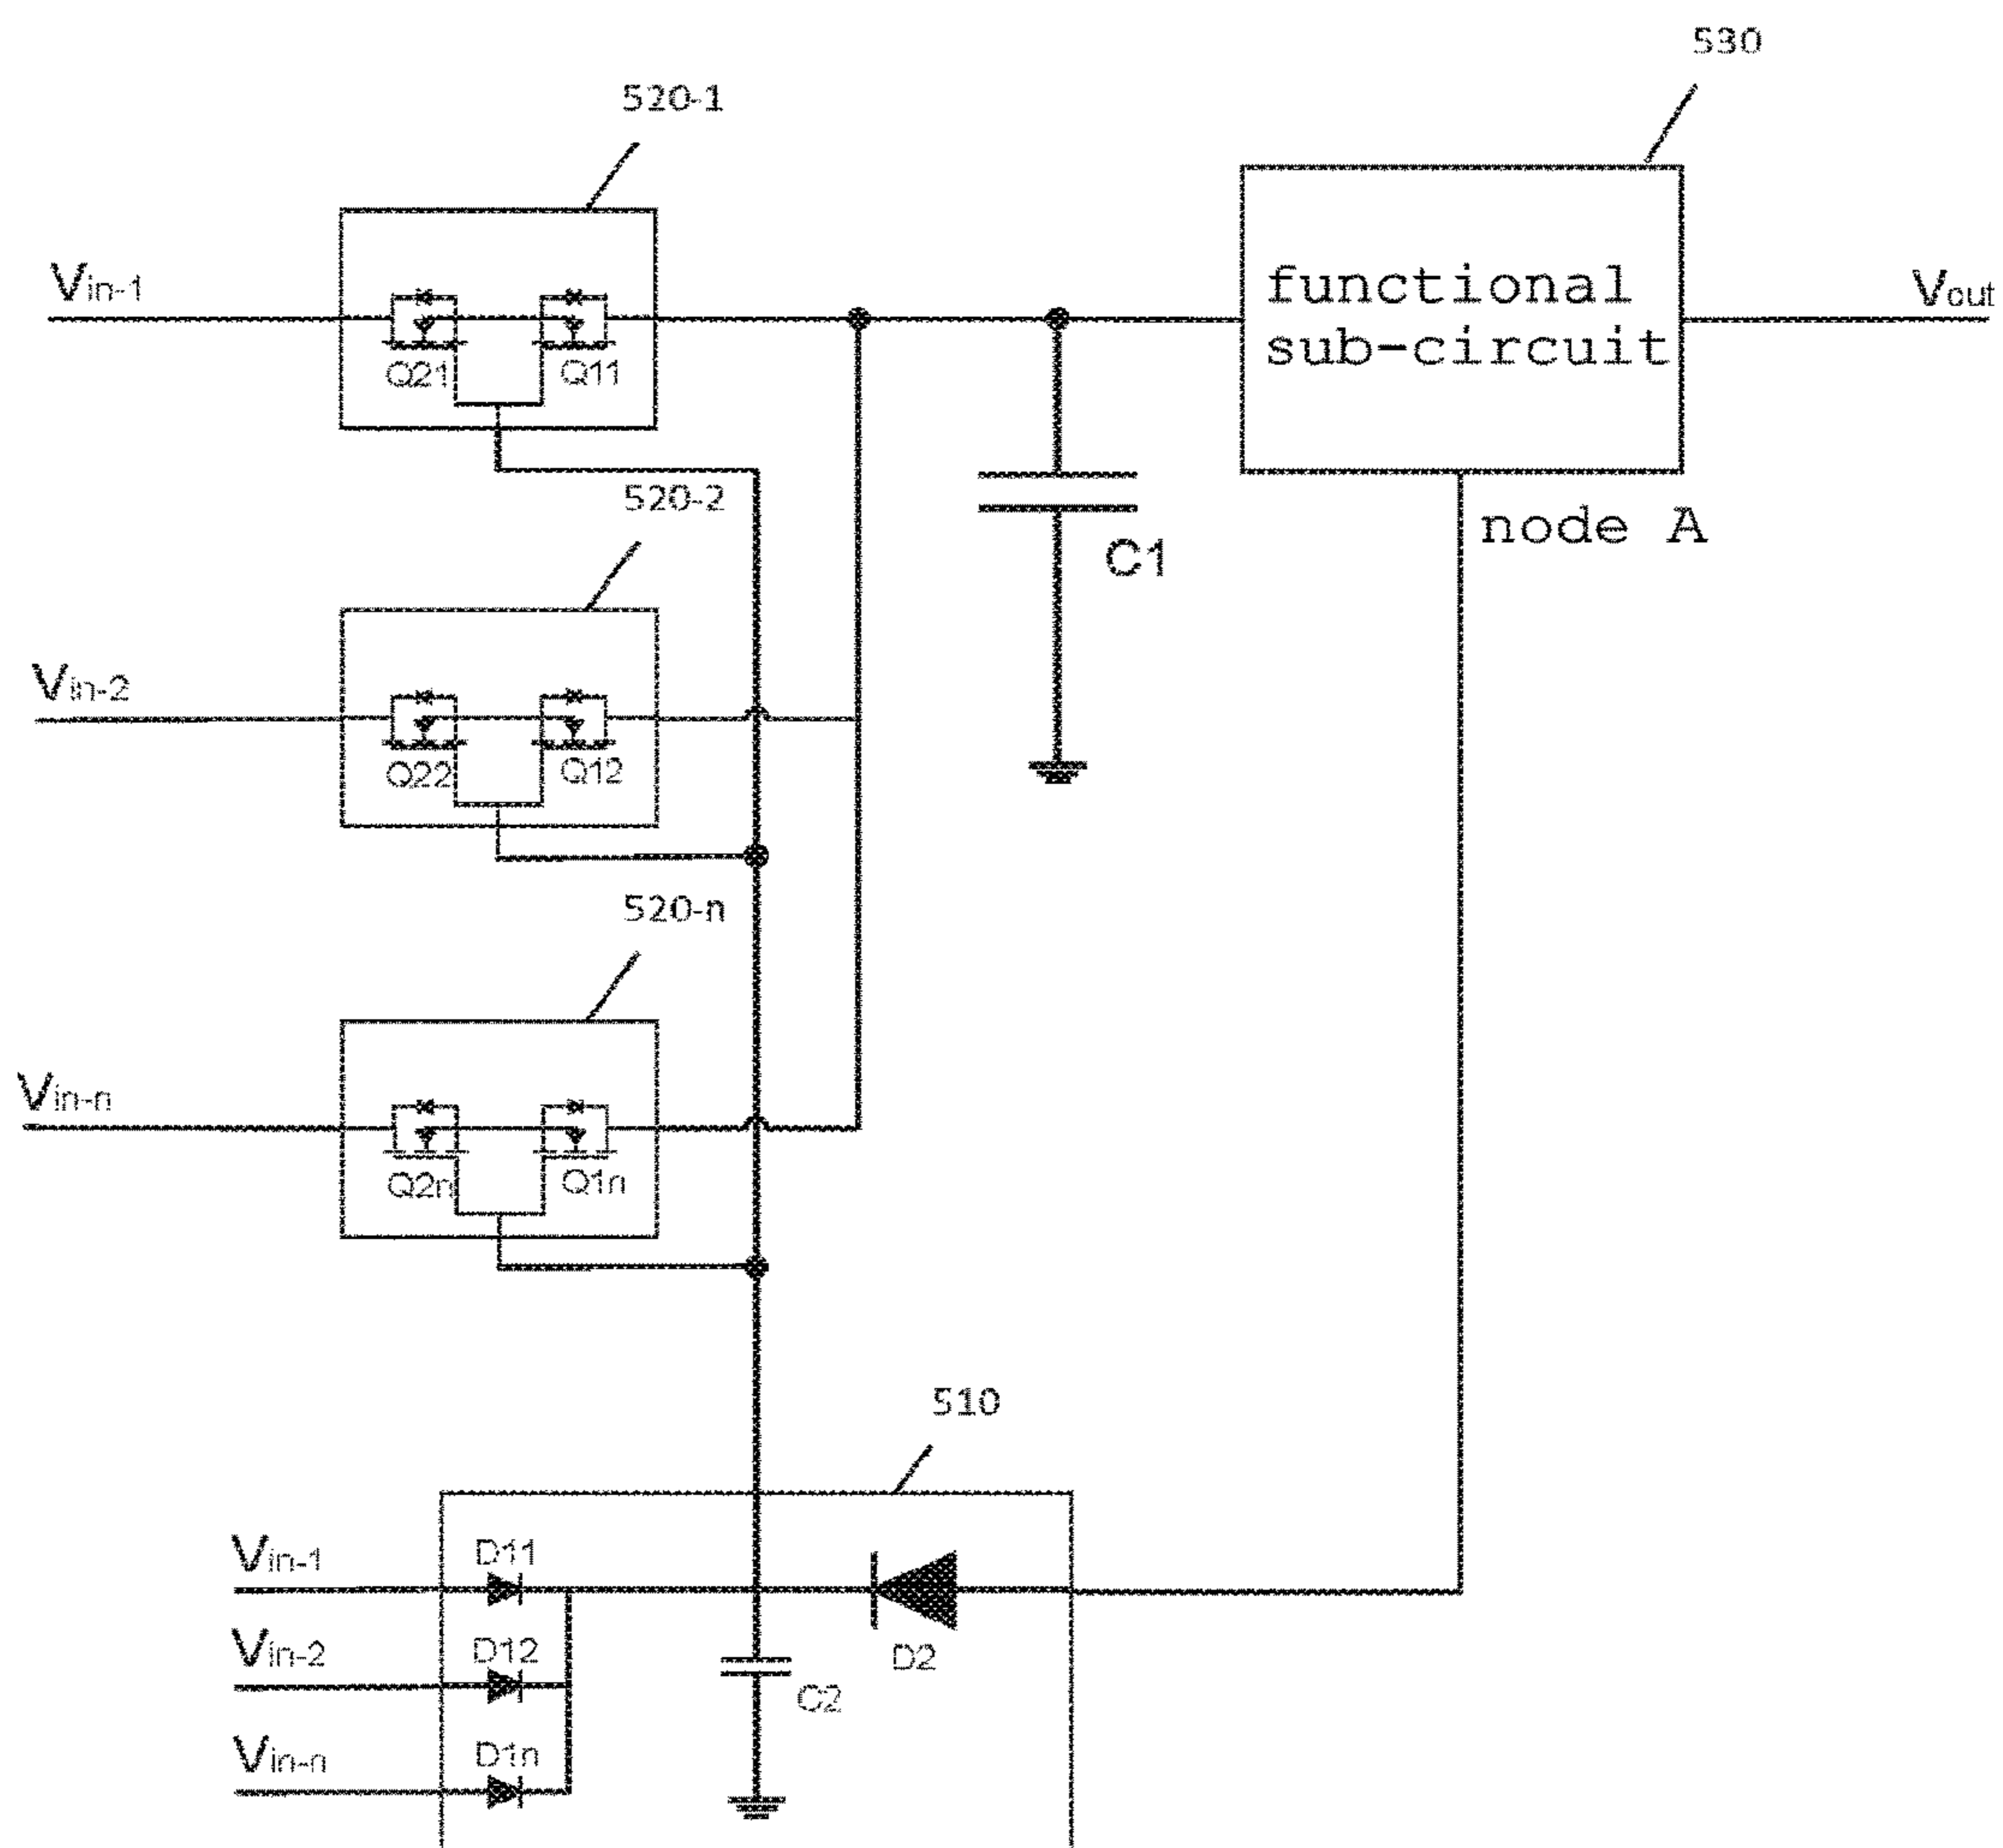 530
520-1
Vin-1
Q21
Q11
functional
sub-circuit
Vout
520-2
node A
C1
Vin-2
Q22
Q12
520-n
Vin-n
Q2n
Q1n
510
Vin-1
D11
Vin-2
D12
D2
C2
Vin-n
D1n